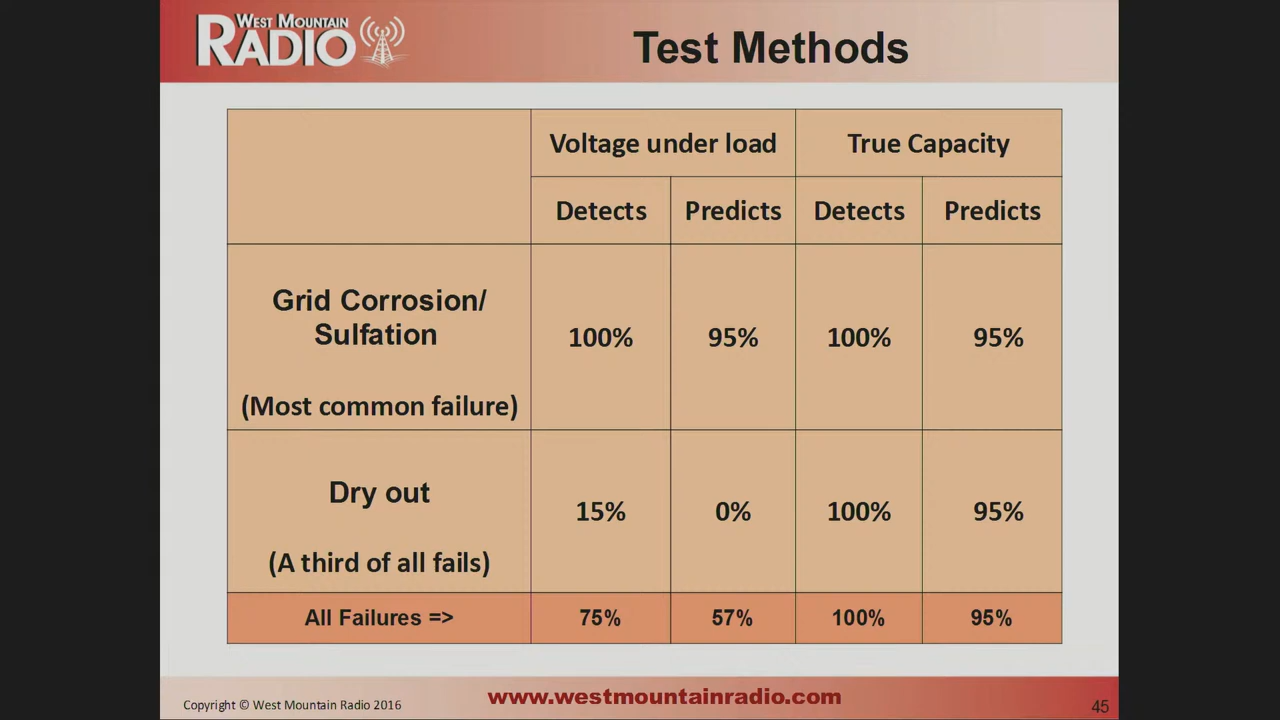 WEST MOUNTAIN
RADIO
Test Methods
Voltage under load
True Capacity
Detects
Predicts
Detects
Predicts
Grid Corrosion/
Sulfation
(Most common failure)
100%
95%
100%
95%
Dry out
(A third of all fails)
15%
0%
100%
95%
All Failures =>
75%
57%
100%
95%
Copyright © West Mountain Radio 2016
www.westmountainradio.com
45